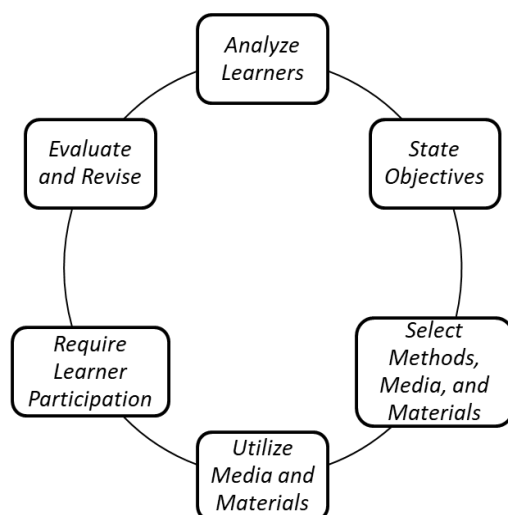 Analyze
Learners
State
Objectives
Select
Methods,
Media, and
Materials
Utilize
Media and
Materials
Require
Learner
Participation
Evaluate
and Revise